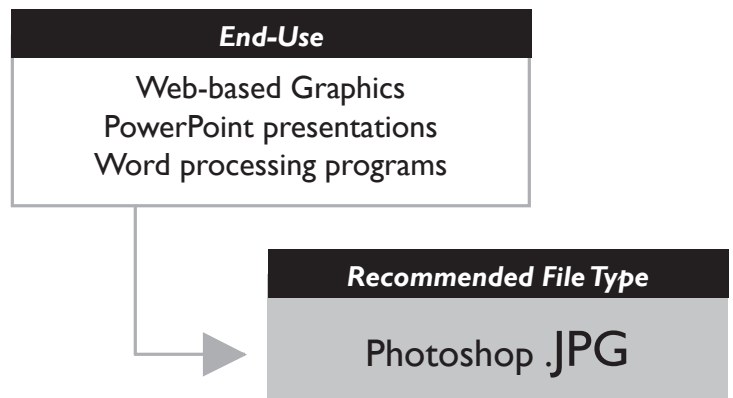 End-Use
Web-based Graphics
PowerPoint presentations
Word processing programs
Recommended File Type
Photoshop .JPG